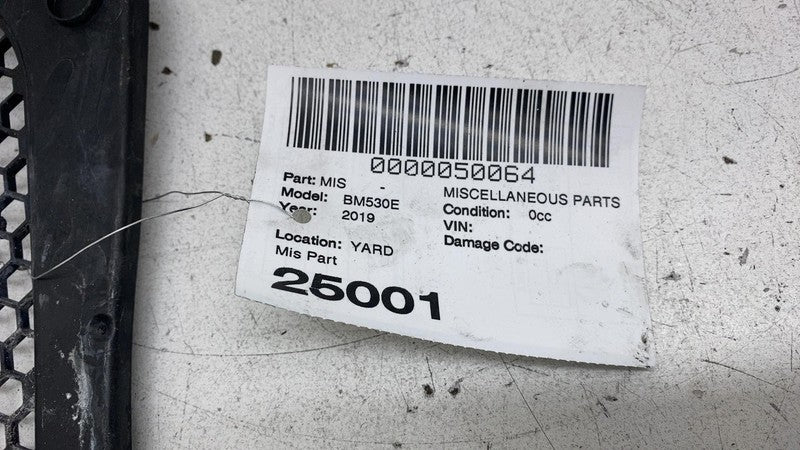 0000050064
Part: MIS - MISCELLANEOUS PARTS
Model: BM530E Condition: 0cc
Year: 2019 VIN:
Location: YARD Damage Code:
Mis Part
25001